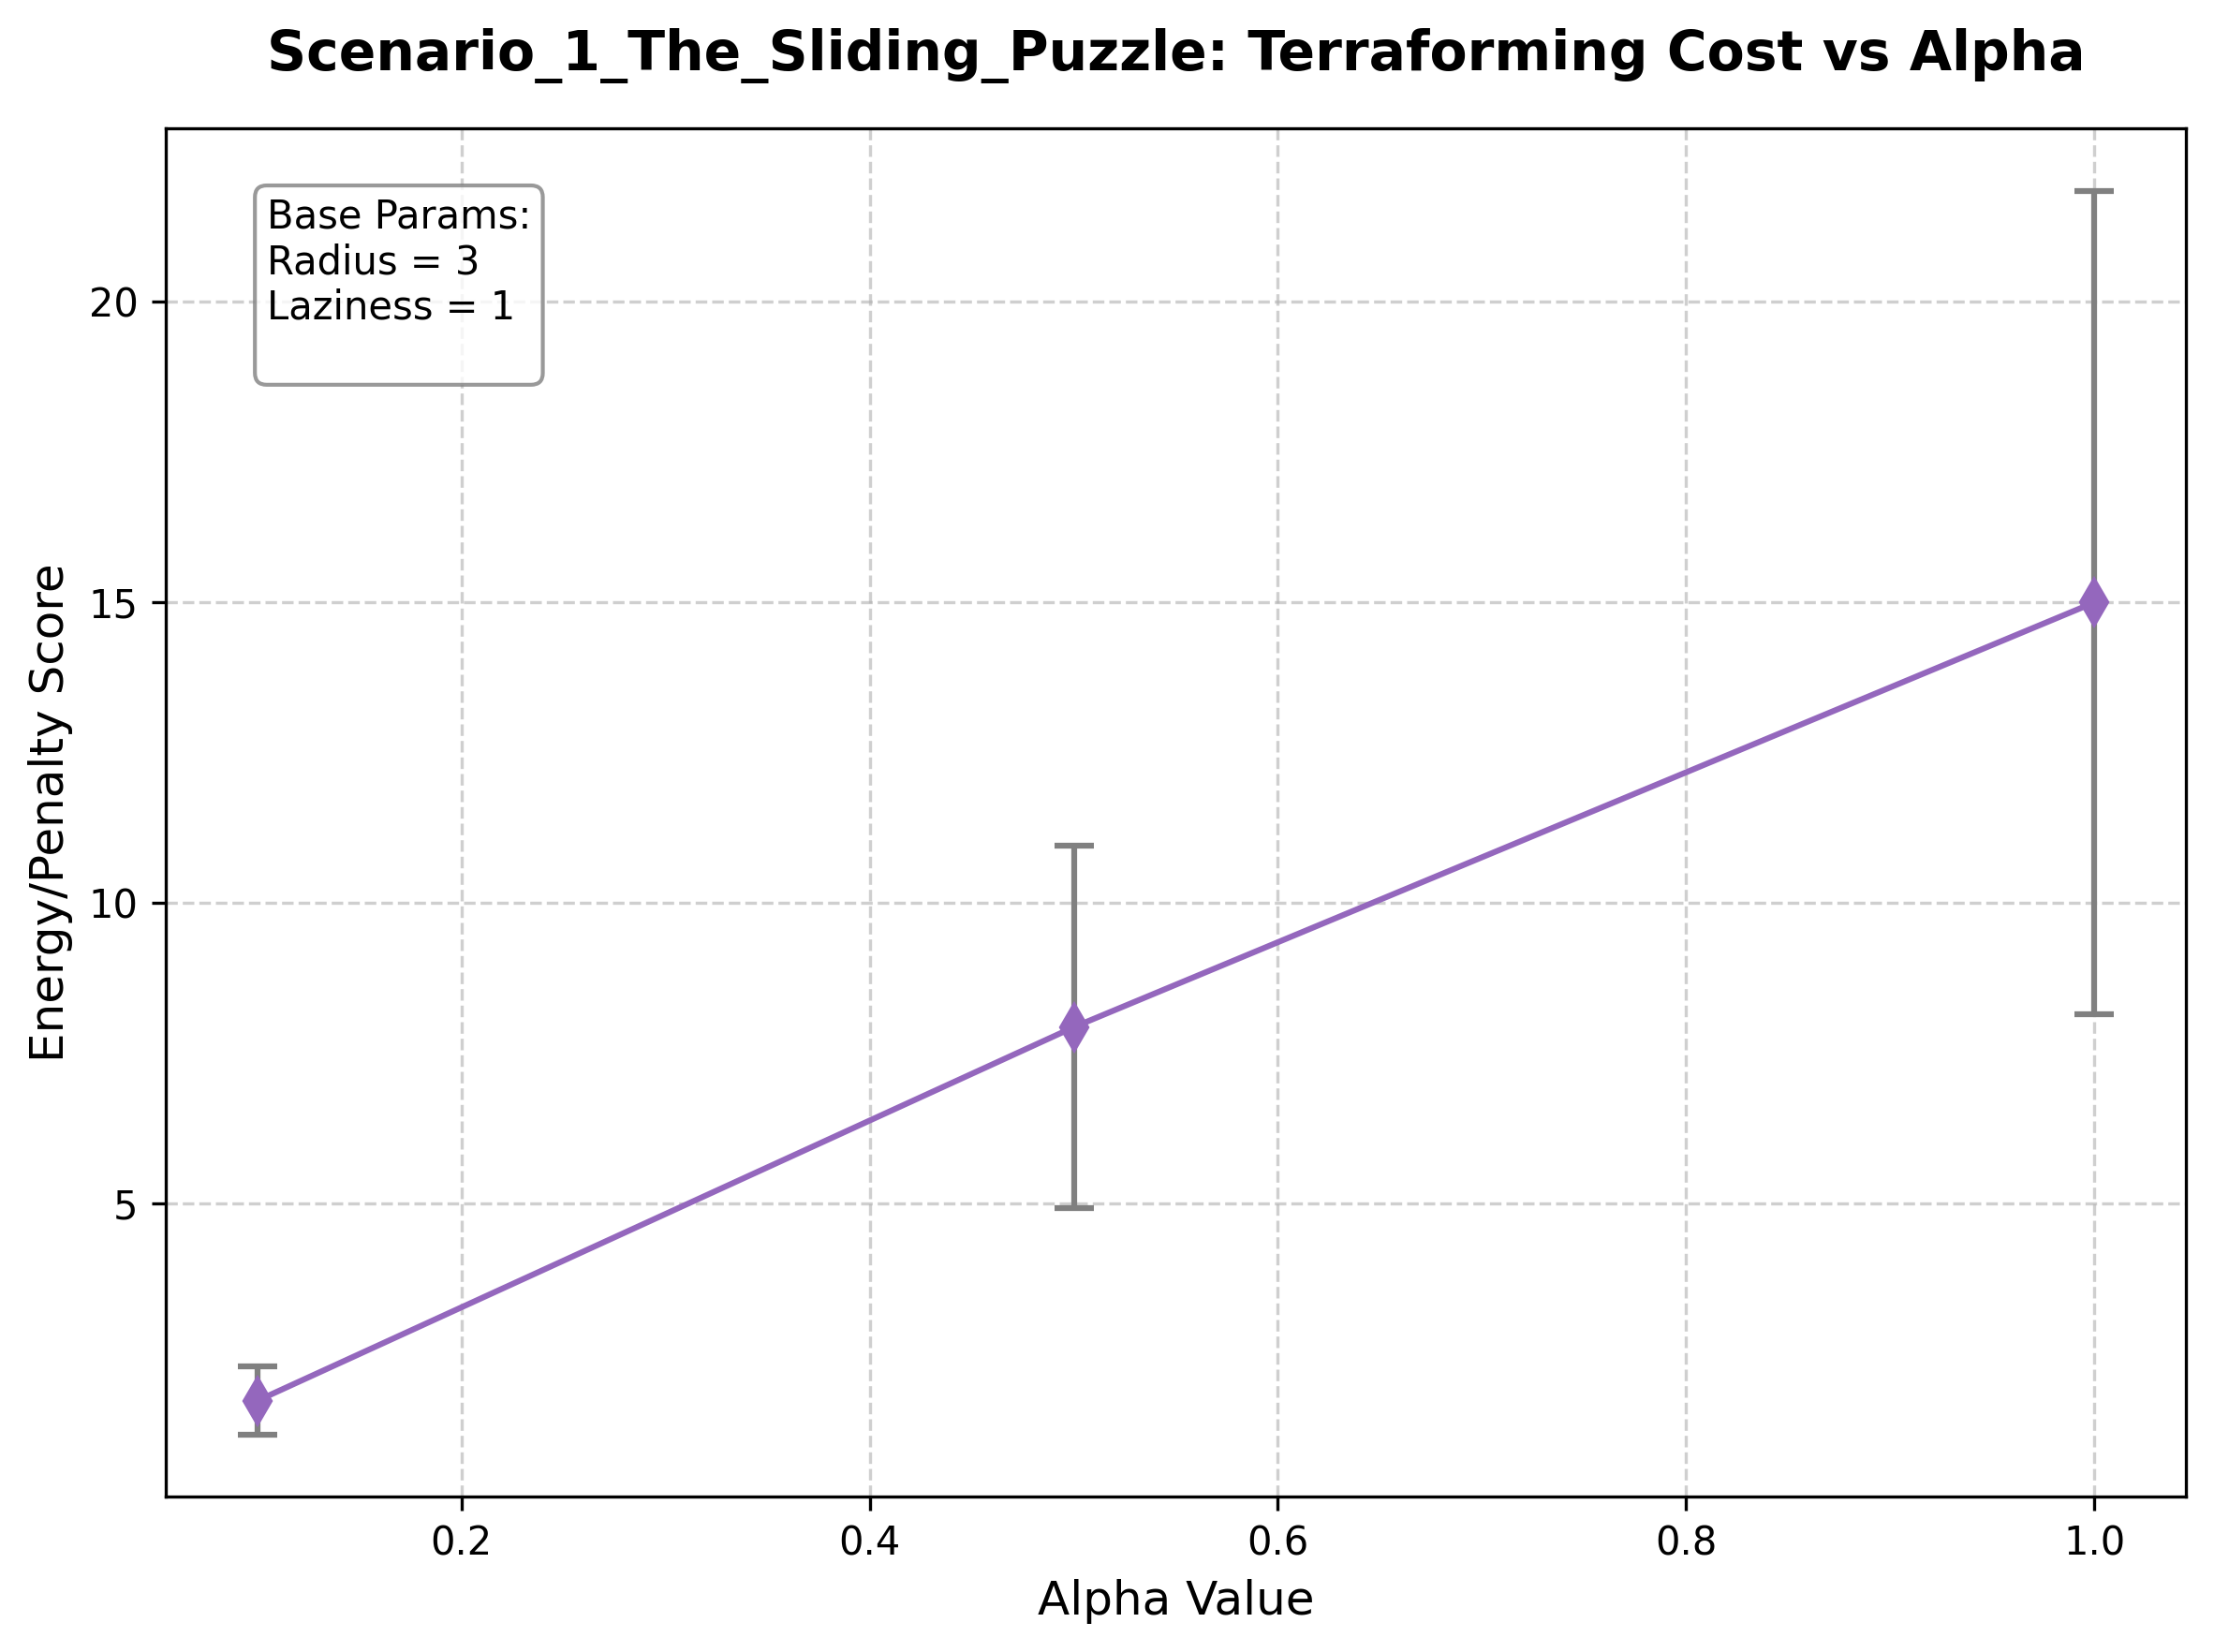 Scenario_1_The_Sliding_Puzzle: Terraforming Cost vs Alpha
Base Params:
Radius = 3
Laziness = 1
Energy/Penalty Score
20
15
10
5
0.2
0.4
0.6
0.8
1.0
Alpha Value